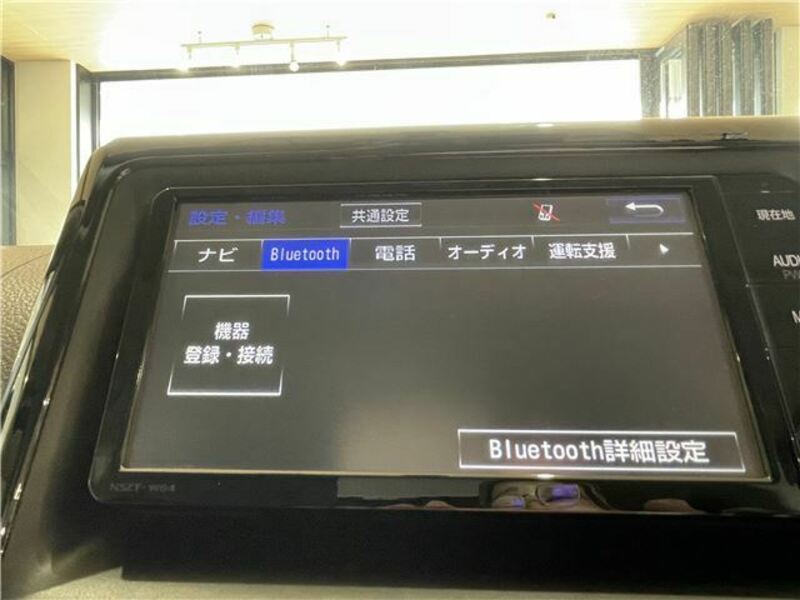 設定・編集
共通設定
現在地
ナビ
Bluetooth
電話
オーディオ
運転支援
機器
登録・接続
Bluetooth詳細設定
NSZT-W64